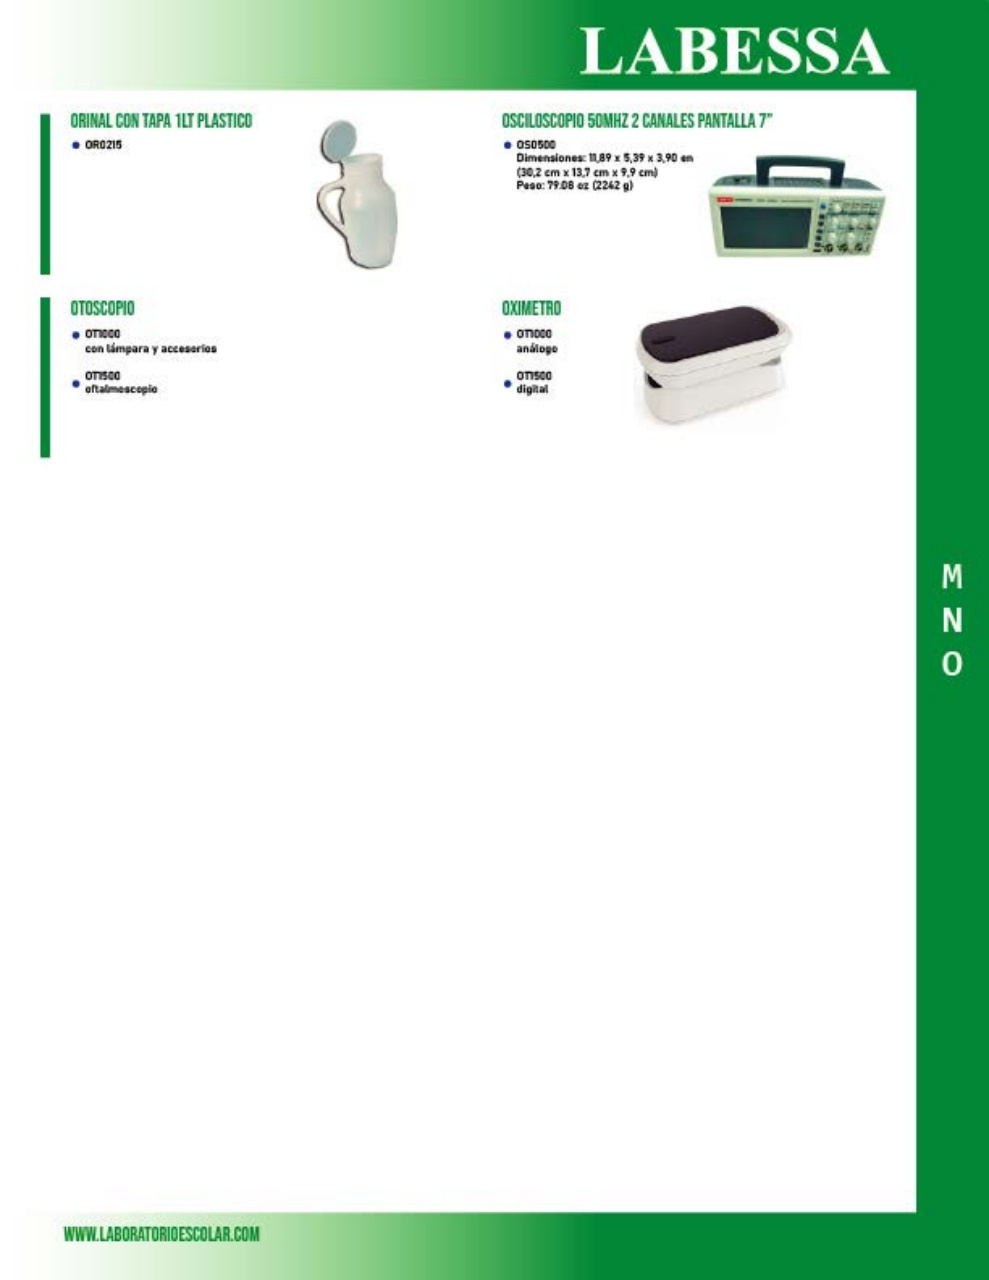 LABESSA
ORINAL CON TAPA 1LT PLASTICO
OR0215
OSCILOSCOPIO 50MHZ 2 CANALES PANTALLA 7"
OS0500
Dimensiones: 11,89 x 5,39 x 3,90 en
(30,2 cm x 13,7 cm x 9,9 cm)
Peso: 79.08 oz (2242 g)
OTOSCOPIO
OT1000
con lámpara y accesorios
OT1500
oftalmoscopio
OXIMETRO
OT1000
análogo
OT1500
digital
M
N
O
WWW.LABORATORIOESCOLAR.COM